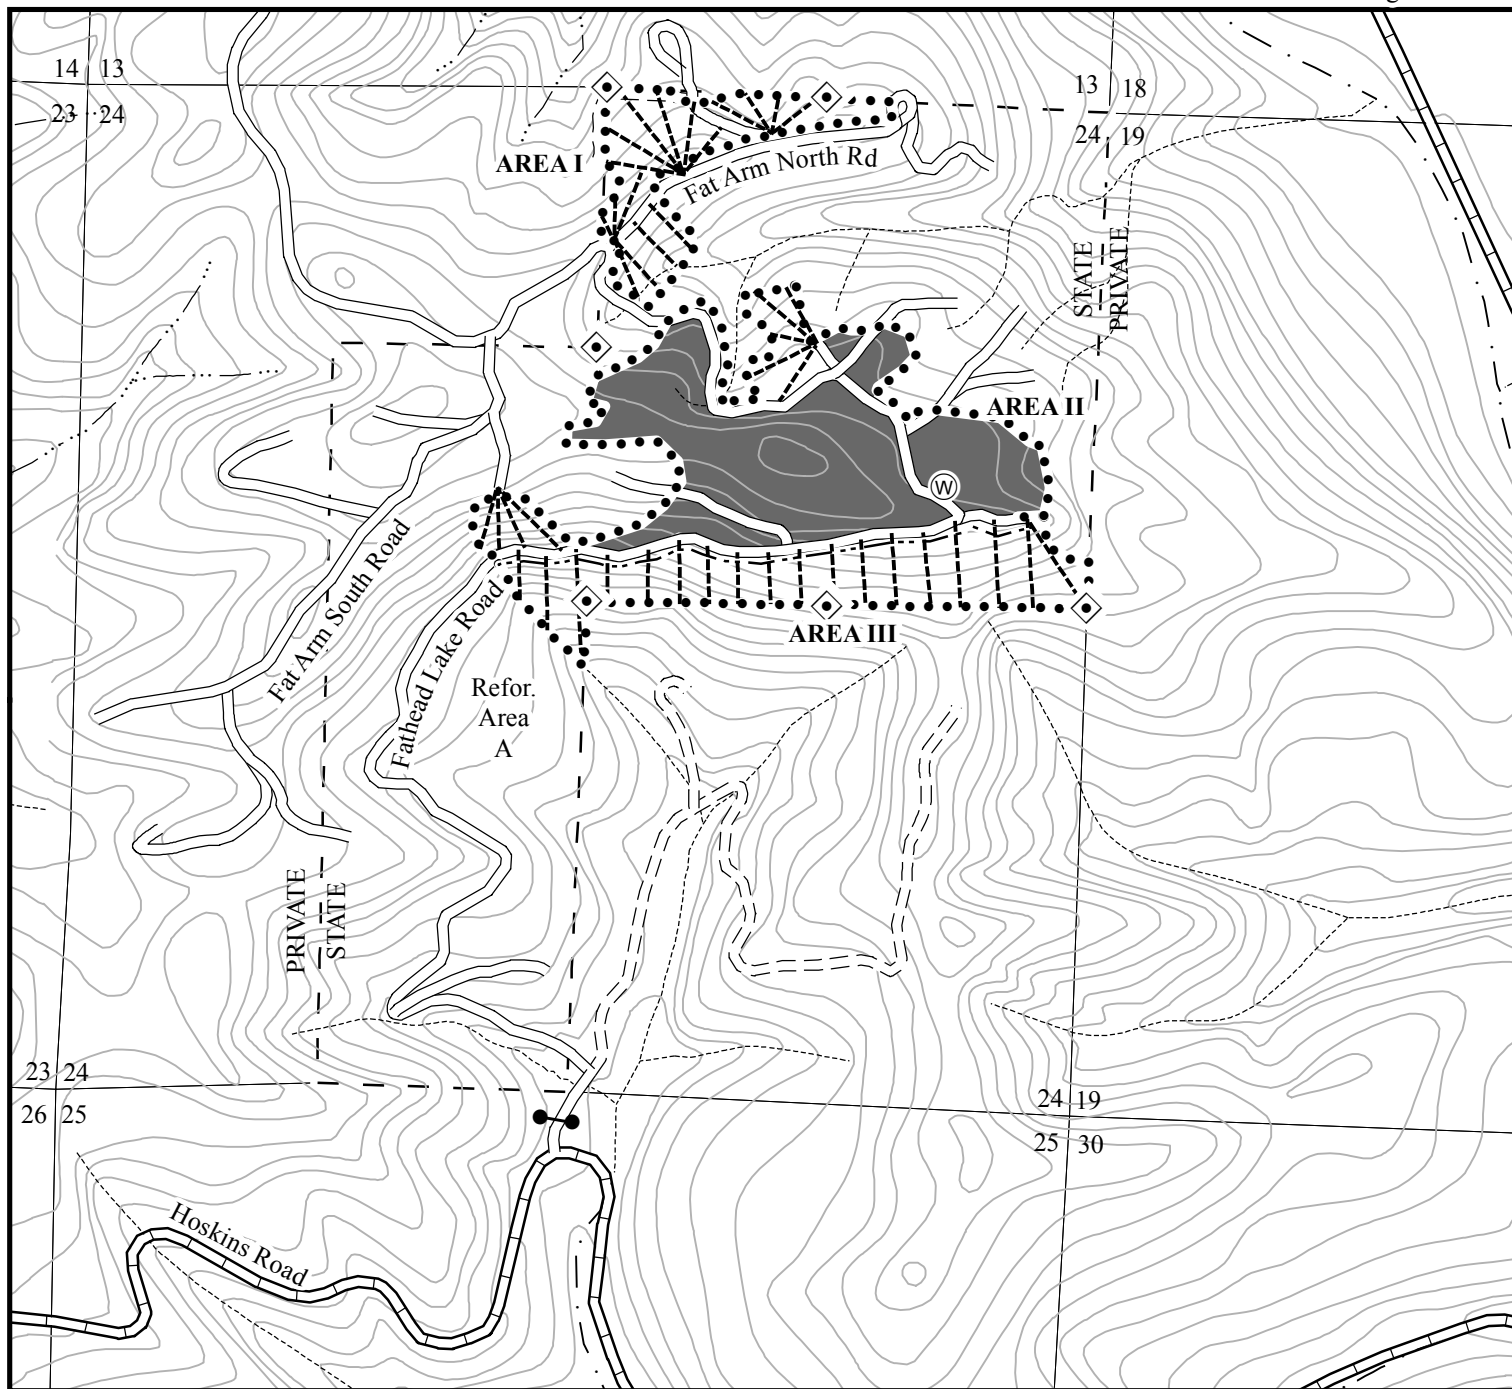 14 13
13 18
23 24
24 19
AREA I
Fat Arm North Rd
STATE
PRIVATE
AREA II
W
Fat Arm South Road
Fathead Lake Road
AREA III
Refor.
Area
A
PRIVATE
STATE
23 24
24 19
26 25
25 30
Hoskins Road